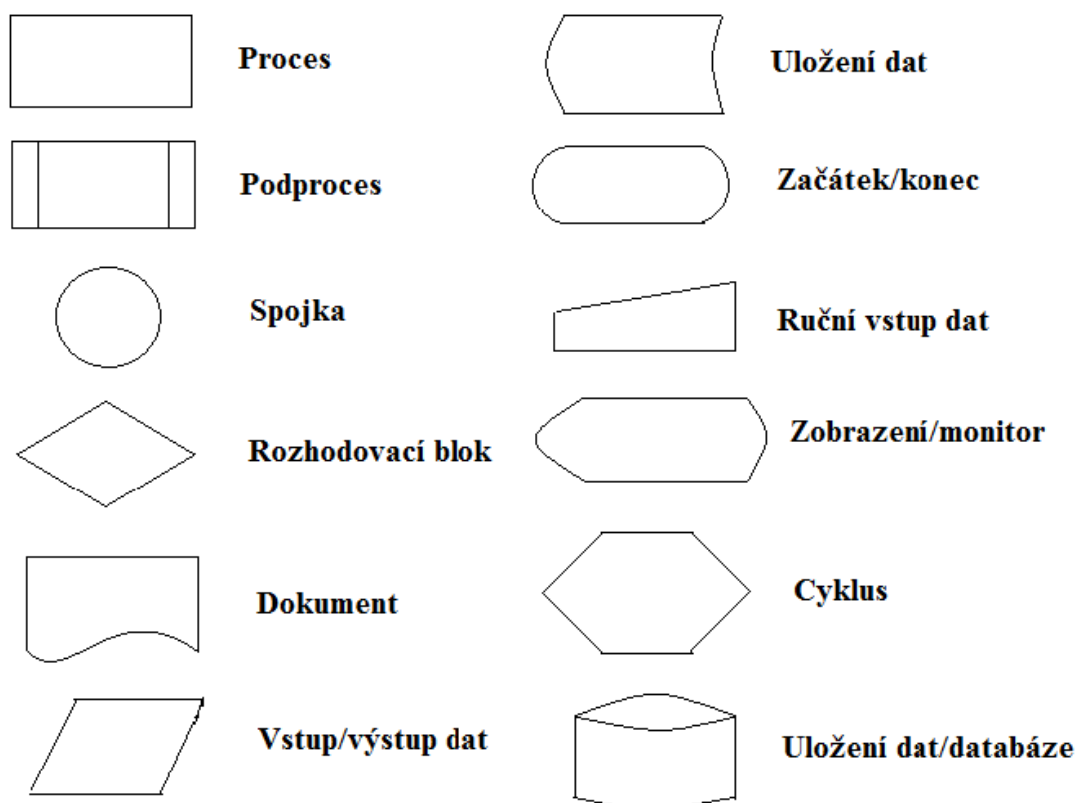 Proces
Uložení dat
Podproces
Začátek/konec
Spojka
Ruční vstup dat
Rozhodovací blok
Zobrazení/monitor
Dokument
Cyklus
Vstup/výstup dat
Uložení dat/databáze